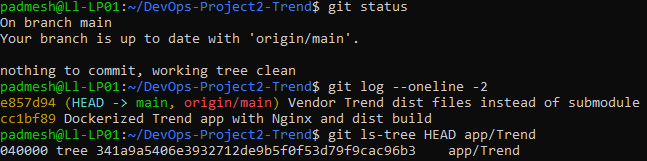 padmesh@Ll-LP01:~/DevOps-Project2-Trend$ git status
On branch main
Your branch is up to date with 'origin/main'.

nothing to commit, working tree clean
padmesh@Ll-LP01:~/DevOps-Project2-Trend$ git log --oneline -2
e857d94 (HEAD -> main, origin/main) Vendor Trend dist files instead of submodule
cc1bf89 Dockerized Trend app with Nginx and dist build
padmesh@Ll-LP01:~/DevOps-Project2-Trend$ git ls-tree HEAD app/Trend
040000 tree 341a9a5406e3932712de9b5f0f53d79f9cac96b3    app/Trend